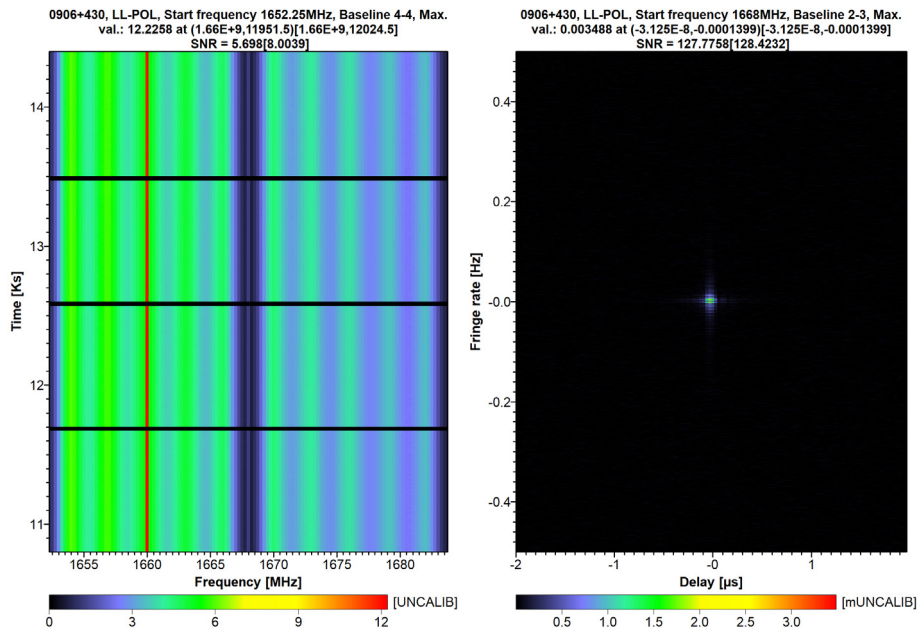 0906+430, LL-POL, Start frequency 1652.25MHz, Baseline 4-4, Max.
val.: 12.2258 at (1.66E+9,11951.5)[1.66E+9,12024.5]
SNR = 5.698[8.0039]
14
13
12
11
Time [Ks]
1655
1660
1665
1670
1675
1680
Frequency [MHz]
0
3
6
9
12
[UNCALIB]
0906+430, LL-POL, Start frequency 1668MHz, Baseline 2-3, Max.
val.: 0.003488 at (-3.125E-8,-0.0001399)[-3.125E-8,-0.0001399]
SNR = 127.7758[128.4232]
0.4
0.2
-0.0
-0.2
-0.4
Fringe rate [Hz]
-2
-1
-0
1
Delay [µs]
0.5
1.0
1.5
2.0
2.5
3.0
[mUNCALIB]